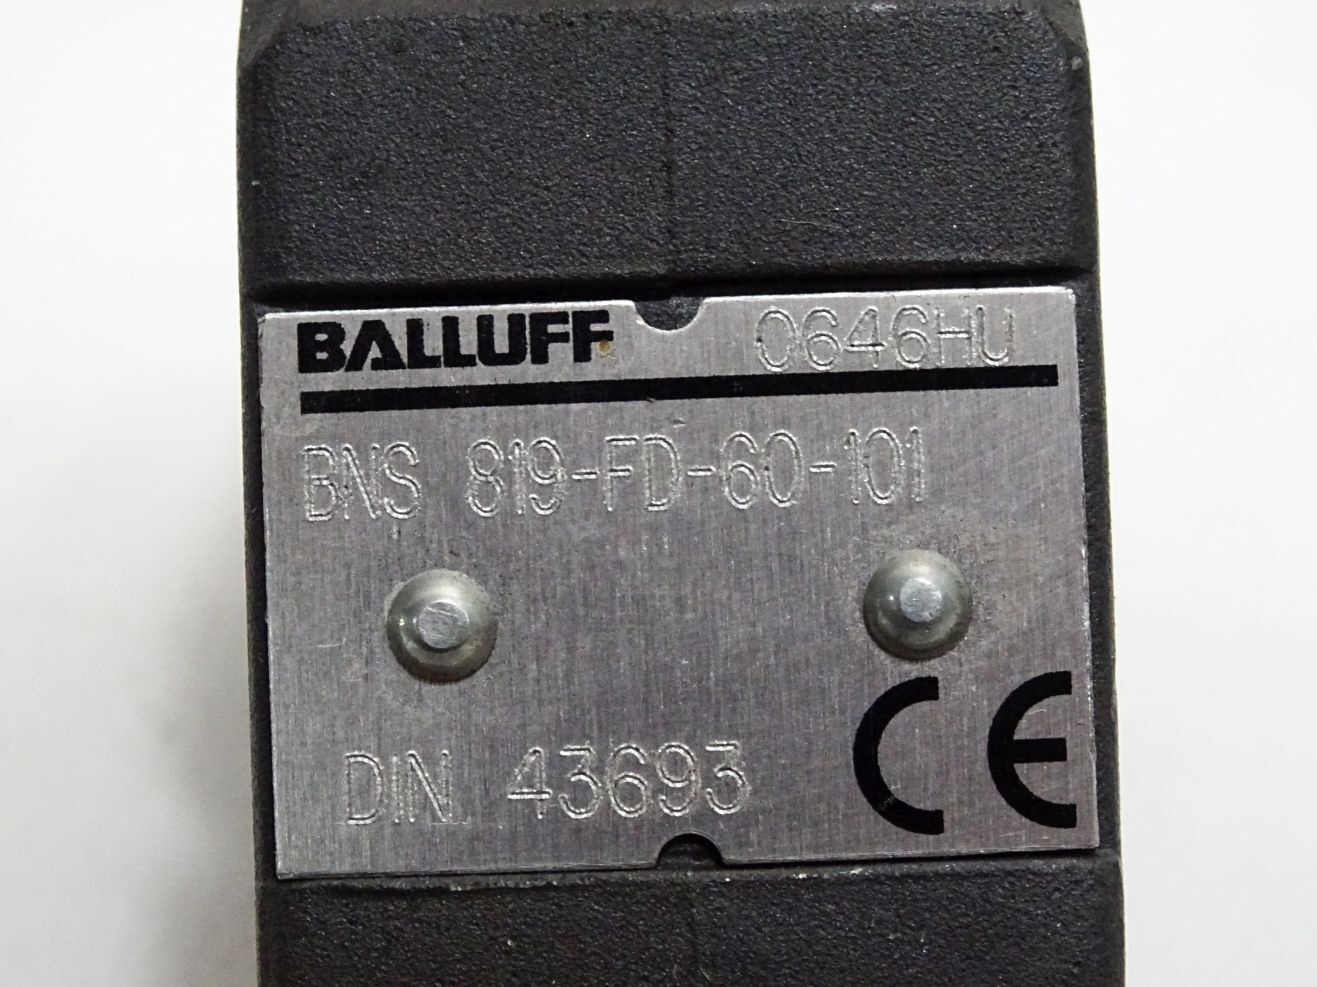 BALLUFF 0646HU
BNS 819-FD-60-101
DIN 43693
CE